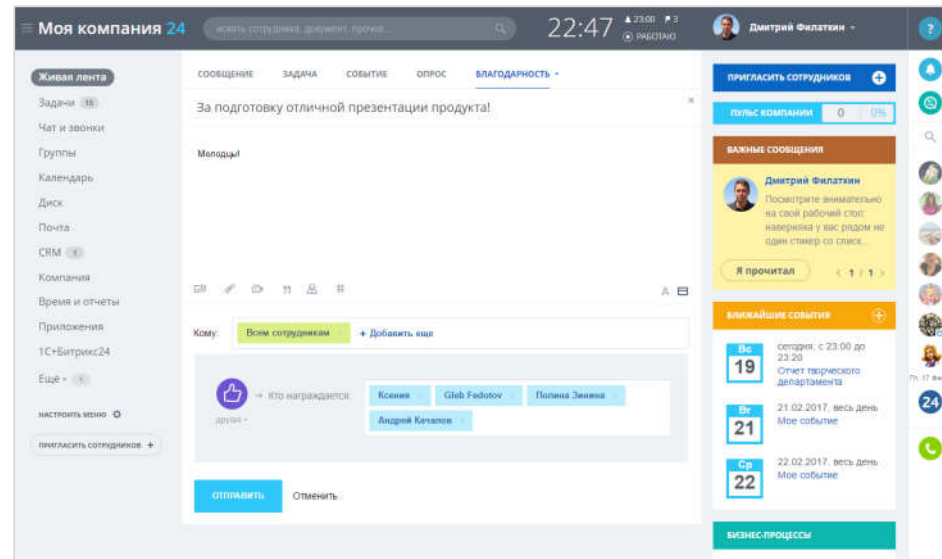 Моя компания 24
искать сотрудника, документ, прочее...
22:47
23:00
3
РАБОТАЮ
Дмитрий Филаткин
?
Живая лента
Задачи 15
Чат и звонки
Группы
Календарь
Диск
Почта
CRM 1
Компания
Время и отчеты
Приложения
1С+Битрикс24
Ещё 1
НАСТРОИТЬ МЕНЮ
ПРИГЛАСИТЬ СОТРУДНИКОВ +
СООБЩЕНИЕ ЗАДАЧА СОБЫТИЕ ОПРОС БЛАГОДАРНОСТЬ
За подготовку отличной презентации продукта!
Молодцы!
Кому: Всем сотрудникам + Добавить еще
Кто награждается:
Ксения Gleb Fedotov Полина Зинина
Андрей Качалов
другая
ОТПРАВИТЬ Отменить
ПРИГЛАСИТЬ СОТРУДНИКОВ
ПУЛЬС КОМПАНИИ 0 0%
ВАЖНЫЕ СООБЩЕНИЯ
Дмитрий Филаткин
Посмотрите внимательно
на свой рабочий стол:
наверняка у вас рядом не
один стикер со списк...
Я прочитал
< 1 / 1 >
БЛИЖАЙШИЕ СОБЫТИЯ
Вс
19
сегодня, с 23:00 до
23:20
Отчет творческого
департамента
Вт
21
21.02.2017, весь день
Мое событие
Ср
22
22.02.2017, весь день
Мое событие
БИЗНЕС-ПРОЦЕССЫ
24